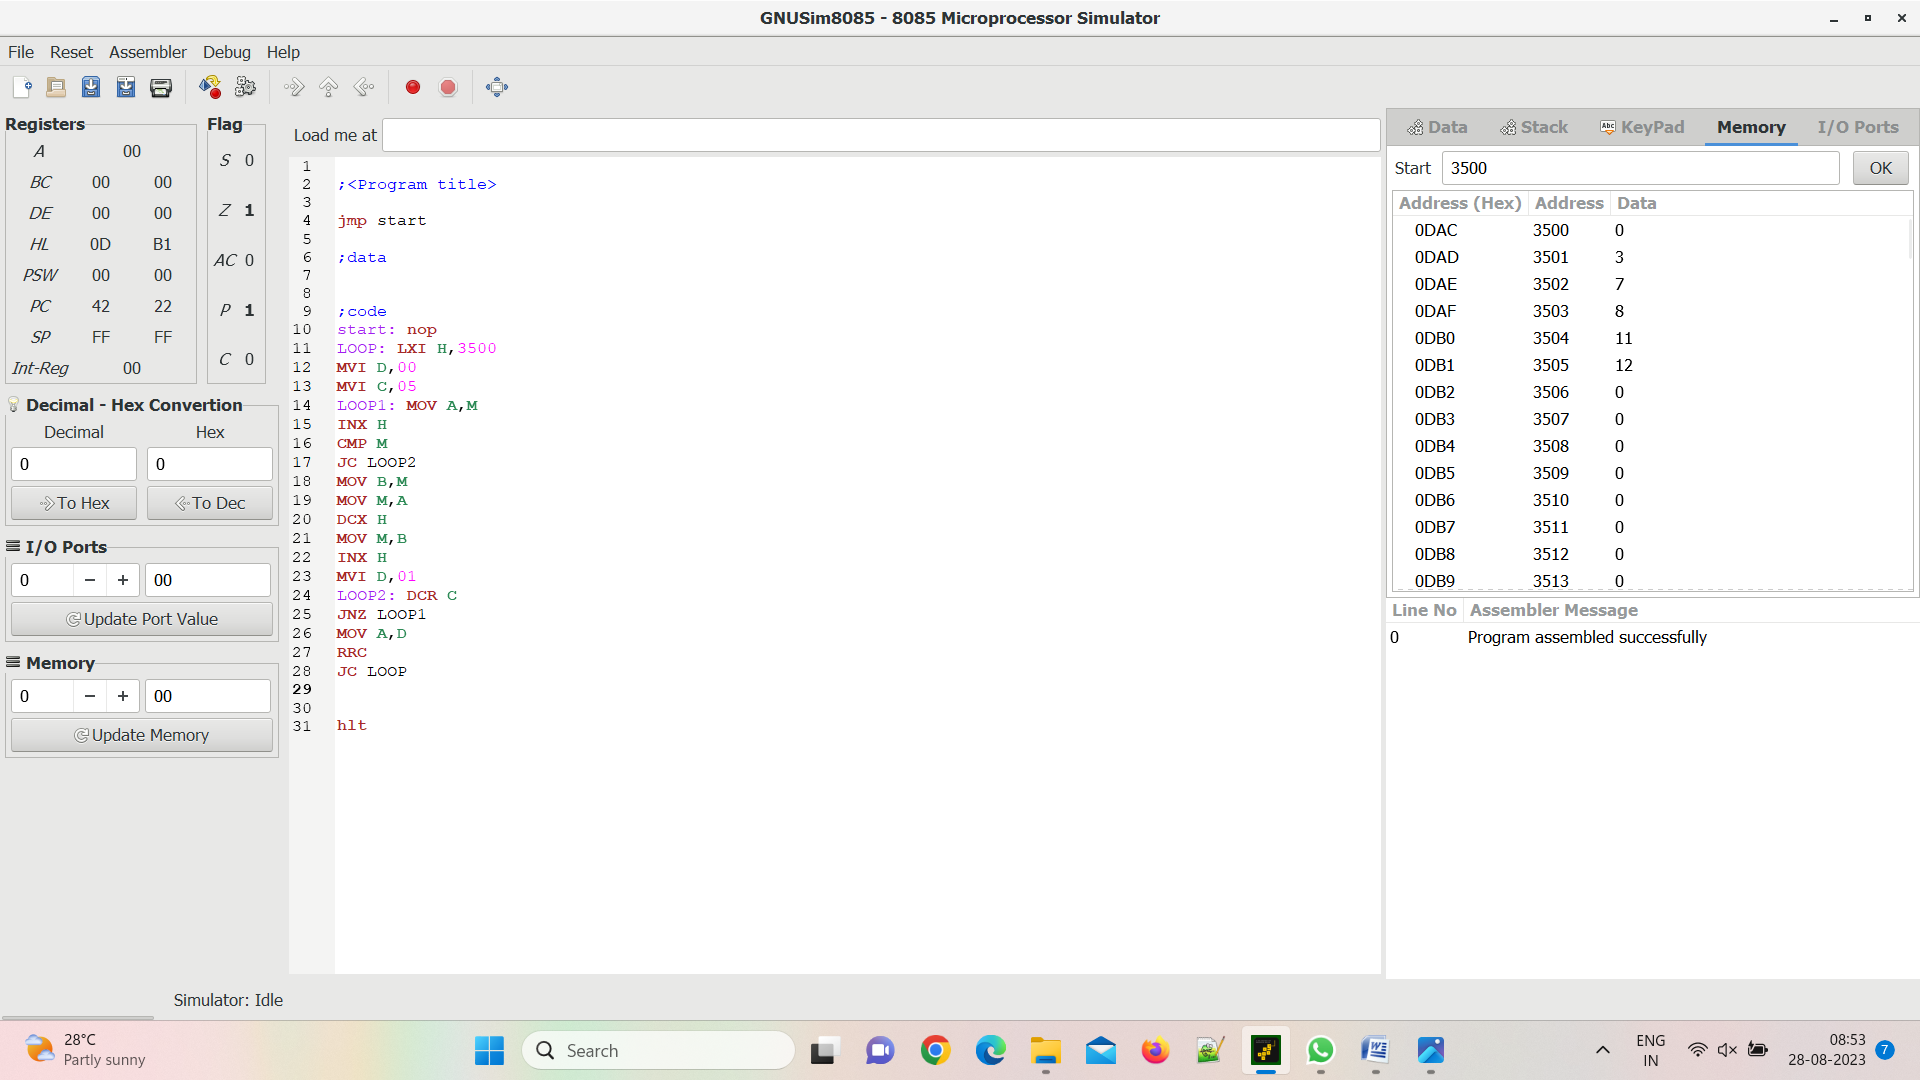 GNUSim8085 - 8085 Microprocessor Simulator
File Reset Assembler Debug Help
Registers
A 00
BC 00 00
DE 00 00
HL 0D B1
PSW 00 00
PC 42 22
SP FF FF
Int-Reg 00
Flag
S 0
Z 1
AC 0
P 1
C 0
Decimal - Hex Convertion
Decimal Hex
0 0
To Hex To Dec
I/O Ports
0 − + 00
Update Port Value
Memory
0 − + 00
Update Memory
Load me at
1
2 ;<Program title>
3
4 jmp start
5
6 ;data
7
8
9 ;code
10 start: nop
11 LOOP: LXI H,3500
12 MVI D,00
13 MVI C,05
14 LOOP1: MOV A,M
15 INX H
16 CMP M
17 JC LOOP2
18 MOV B,M
19 MOV M,A
20 DCX H
21 MOV M,B
22 INX H
23 MVI D,01
24 LOOP2: DCR C
25 JNZ LOOP1
26 MOV A,D
27 RRC
28 JC LOOP
29
30
31 hlt
Data Stack Abc KeyPad Memory I/O Ports
Start 3500 OK
Address (Hex) Address Data
0DAC 3500 0
0DAD 3501 3
0DAE 3502 7
0DAF 3503 8
0DB0 3504 11
0DB1 3505 12
0DB2 3506 0
0DB3 3507 0
0DB4 3508 0
0DB5 3509 0
0DB6 3510 0
0DB7 3511 0
0DB8 3512 0
0DB9 3513 0
Line No Assembler Message
0 Program assembled successfully
Simulator: Idle
28°C
Partly sunny
Search
ENG
IN
08:53
28-08-2023
7